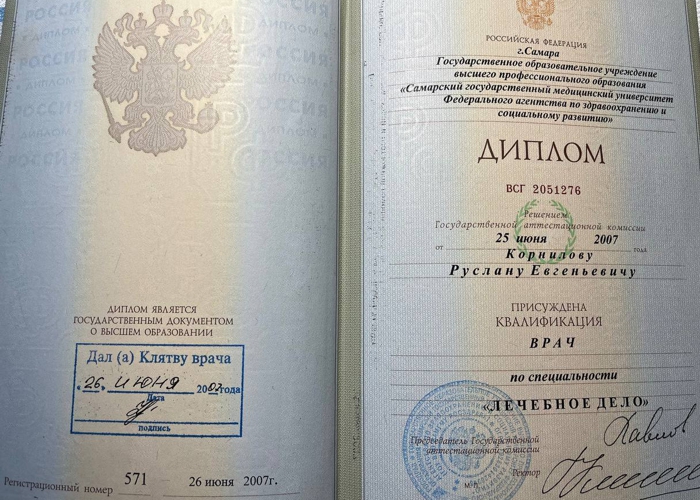 ДИПЛОМ ЯВЛЯЕТСЯ
ГОСУДАРСТВЕННЫМ ДОКУМЕНТОМ
О ВЫСШЕМ ОБРАЗОВАНИИ
Дал (а) Клятву врача
"26" июня 2007 года
Дата
подпись
Регистрационный номер 571 26 июня 2007г.
РОССИЙСКАЯ ФЕДЕРАЦИЯ
г.Самара
Государственное образовательное учреждение
высшего профессионального образования
«Самарский государственный медицинский университет
Федерального агентства по здравоохранению и
социальному развитию»
ДИПЛОМ
ВСГ 2051276
Решением
Государственной аттестационной комиссии
от 25 июня 2007 года
Корнилову
Руслану Евгеньевичу
ПРИСУЖДЕНА
КВАЛИФИКАЦИЯ
ВРАЧ
по специальности
«ЛЕЧЕБНОЕ ДЕЛО»
Председатель Государственной
аттестационной комиссии
Ректор
м.п.